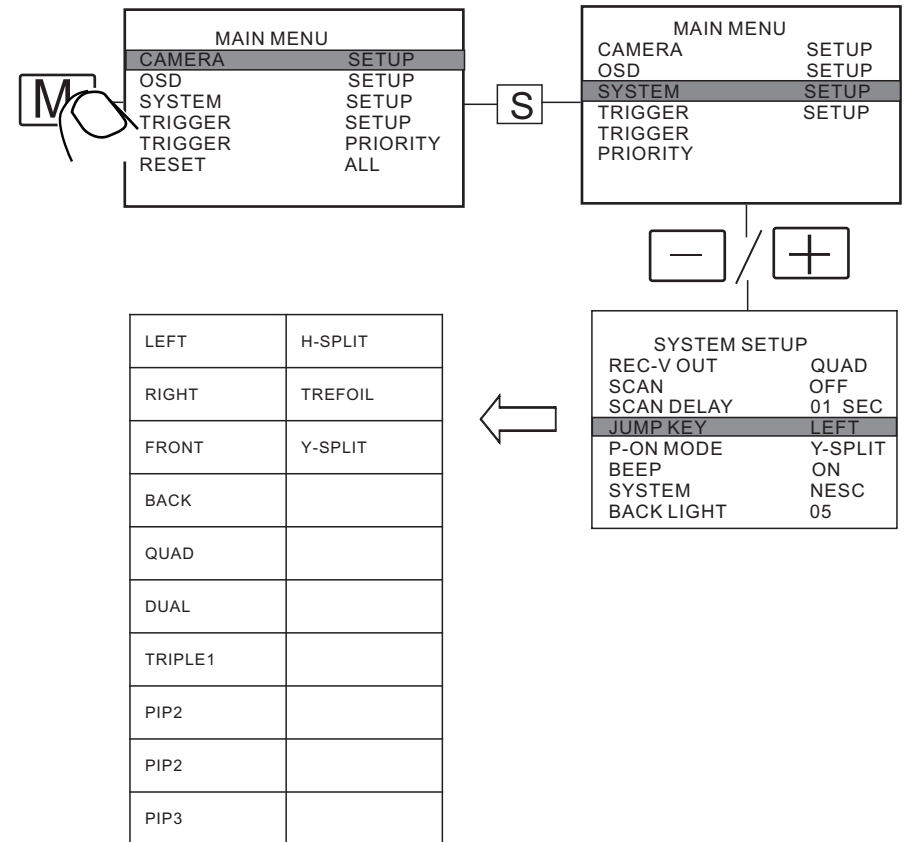 M
MAIN MENU
CAMERA SETUP
OSD SETUP
SYSTEM SETUP
TRIGGER SETUP
TRIGGER PRIORITY
RESET ALL
S
MAIN MENU
CAMERA SETUP
OSD SETUP
SYSTEM SETUP
TRIGGER SETUP
TRIGGER
PRIORITY
− / +
SYSTEM SETUP
REC-V OUT QUAD
SCAN OFF
SCAN DELAY 01 SEC
JUMP KEY LEFT
P-ON MODE Y-SPLIT
BEEP ON
SYSTEM NESC
BACK LIGHT 05
LEFT H-SPLIT
RIGHT TREFOIL
FRONT Y-SPLIT
BACK
QUAD
DUAL
TRIPLE1
PIP2
PIP2
PIP3